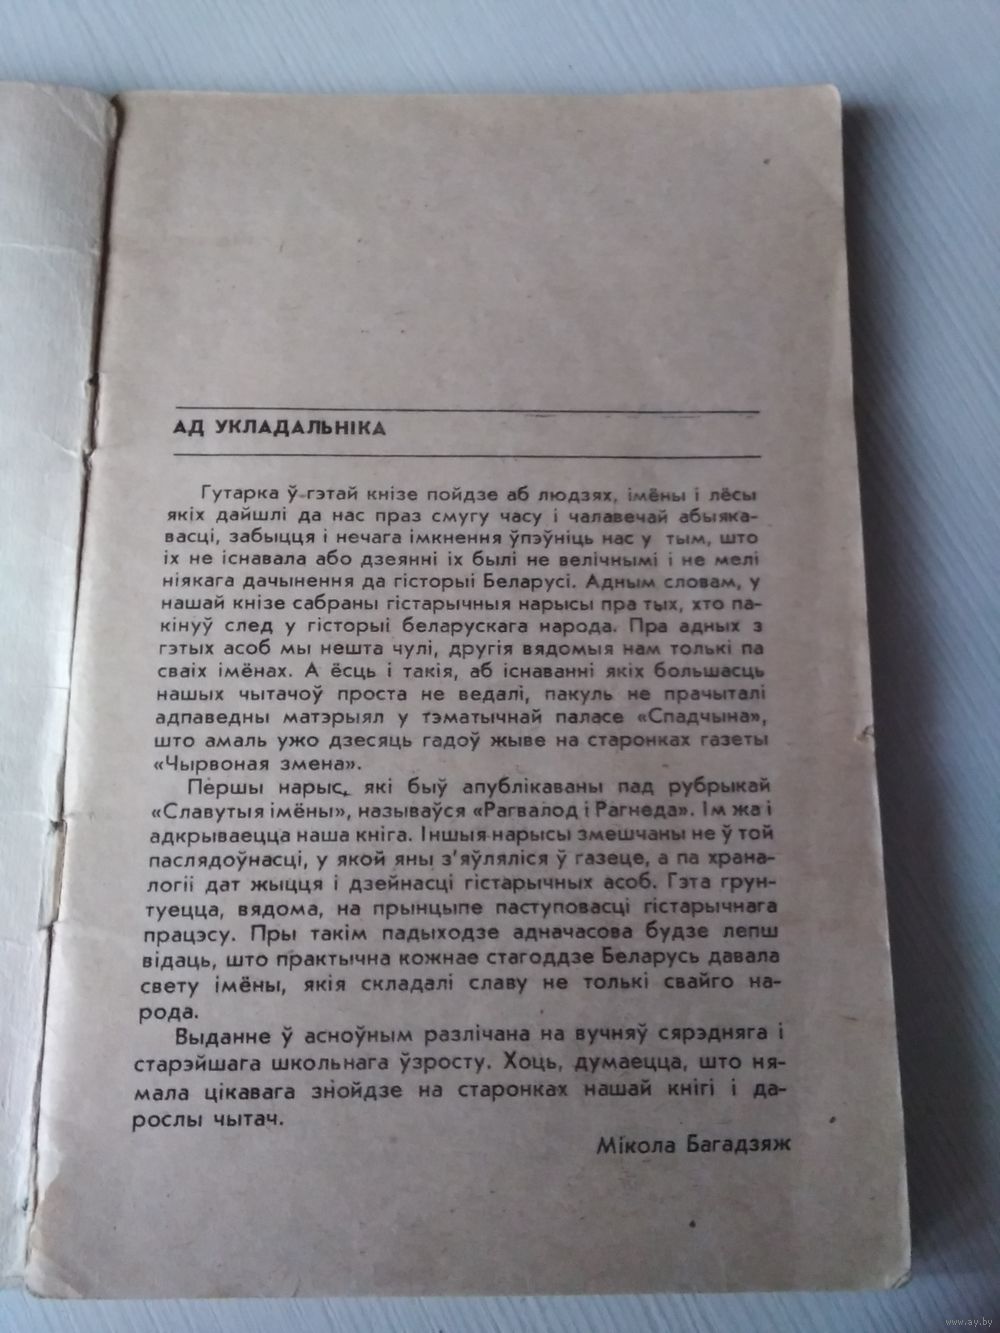 АД УКЛАДАЛЬНІКА
Гутарка ў гэтай кнізе пойдзе аб людзях, імёны і лёсы
якіх дайшлі да нас праз смугу часу і чалавечай абыяка-
васці, забыцця і нечага імкнення ўпэўніць нас у тым, што
іх не існавала або дзеянні іх былі не велічнымі і не мелі
ніякага дачынення да гісторыі Беларусі. Адным словам, у
нашай кнізе сабраны гістарычныя нарысы пра тых, хто па-
кінуў след у гісторыі беларускага народа. Пра адных з
гэтых асоб мы нешта чулі, другія вядомыя нам толькі па
сваіх імёнах. А ёсць і такія, аб існаванні якіх большасць
нашых чытачоў проста не ведалі, пакуль не прачыталі
адпаведны матэрыял у тэматычнай паласе «Спадчына»,
што амаль ужо дзесяць гадоў жыве на старонках газеты
«Чырвоная змена».
Першы нарыс, які быў апублікаваны пад рубрыкай
«Славутыя імёны», называўся «Рагвалод і Рагнеда». Ім жа і
адкрываецца наша кніга. Іншыя нарысы змешчаны не ў той
паслядоўнасці, у якой яны з'яўляліся ў газеце, а па храна-
логіі дат жыцця і дзейнасці гістарычных асоб. Гэта грун-
туецца, вядома, на прынцыпе паступовасці гістарычнага
працэсу. Пры такім падыходзе адначасова будзе лепш
відаць, што практычна кожнае стагоддзе Беларусь давала
свету імёны, якія складалі славу не толькі свайго на-
рода.
Выданне ў асноўным разлічана на вучняў сярэдняга і
старэйшага школьнага ўзросту. Хоць, думаецца, што ня-
мала цікавага знойдзе на старонках нашай кнігі і да-
рослы чытач.
Мікола Багадзяж
www.ay.by